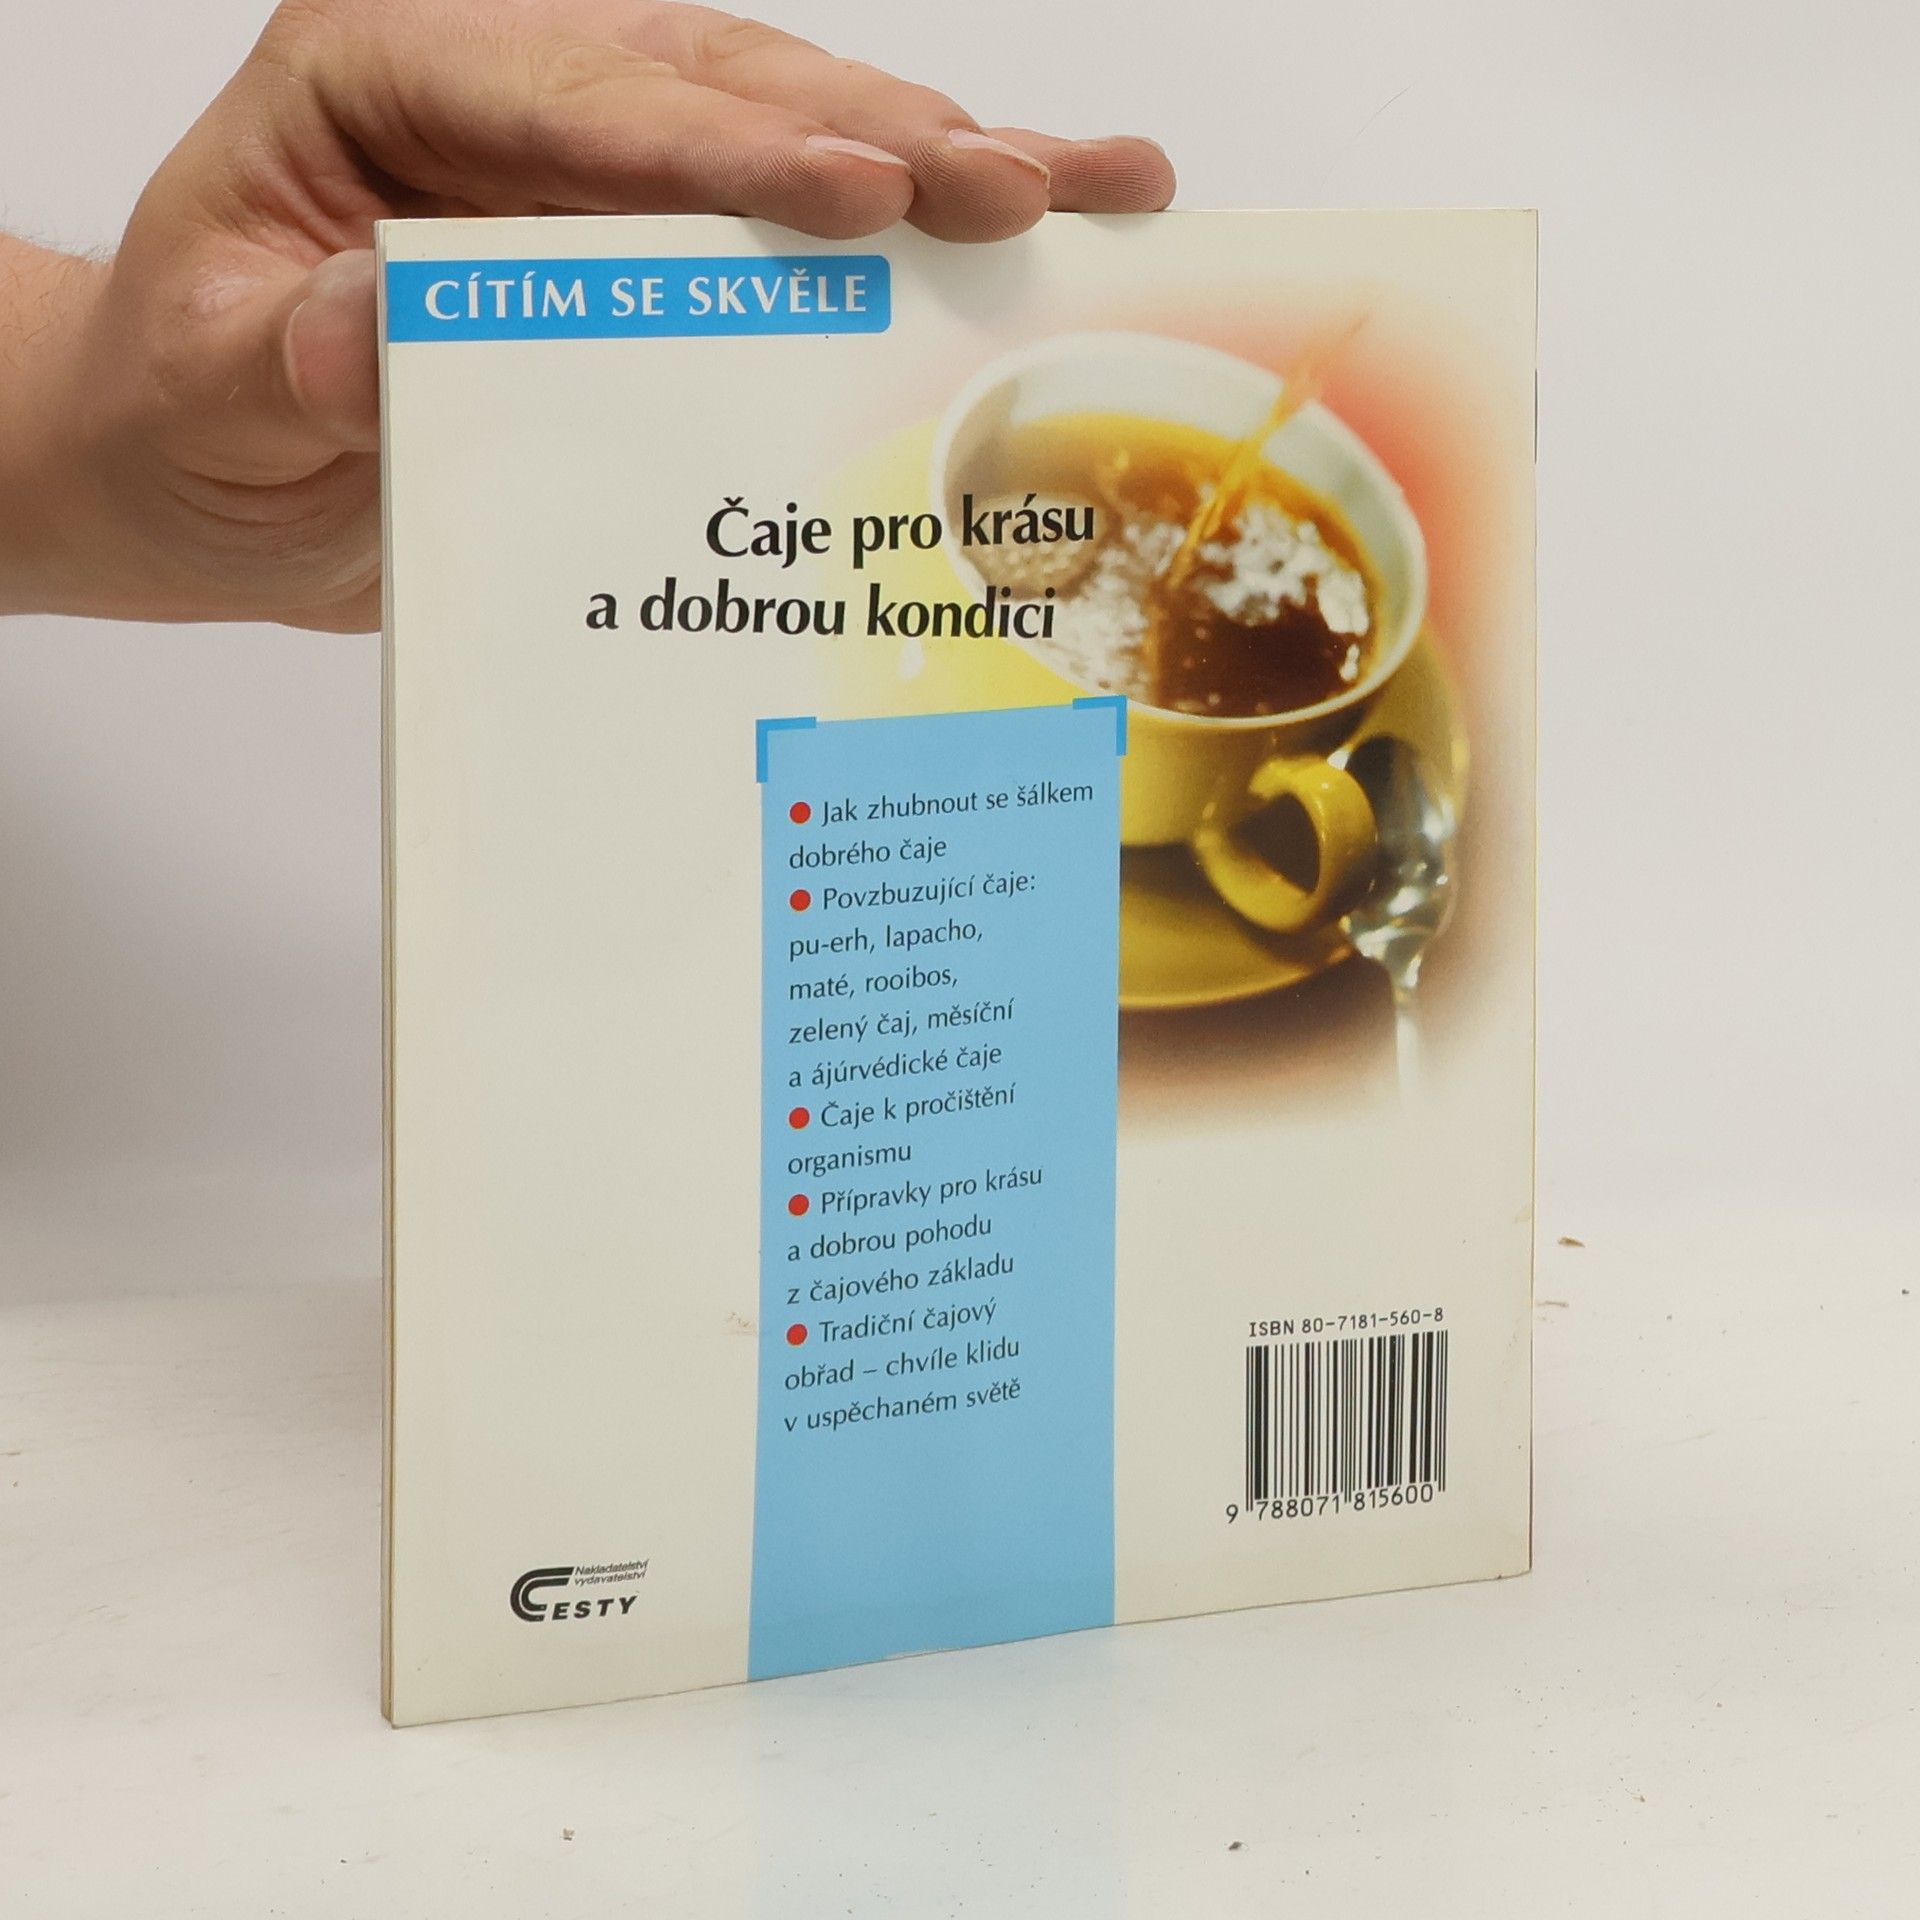 CÍTÍM SE SKVĚLE
Čaje pro krásu
a dobrou kondici
● Jak zhubnout se šálkem
dobrého čaje
● Povzbuzující čaje:
pu-erh, lapacho,
maté, rooibos,
zelený čaj, měsíční
a ájúrvédické čaje
● Čaje k pročištění
organismu
● Přípravky pro krásu
a dobrou pohodu
z čajového základu
● Tradiční čajový
obřad – chvíle klidu
v uspěchaném světě
ISBN 80-7181-560-8
9 788071 815600
Nakladatelství
vydavatelství
CESTY